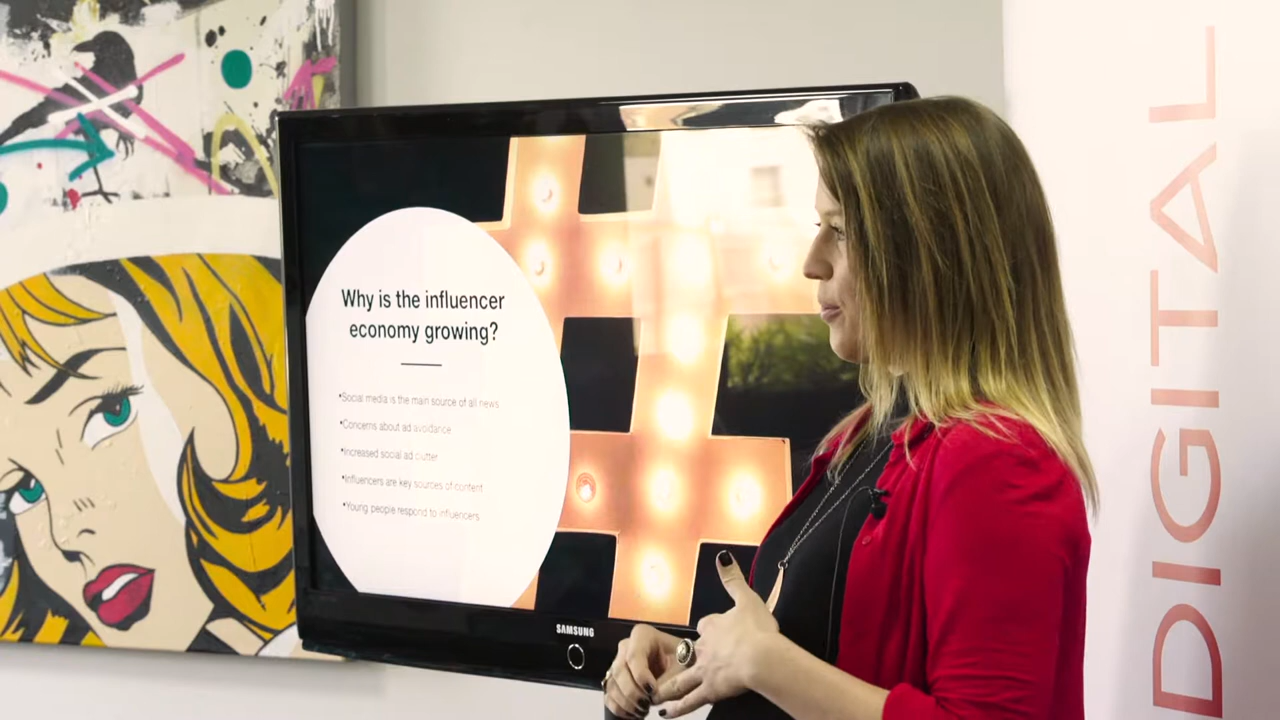 Why is the influencer
economy growing?
•Social media is the main source of all news
•Concerns about ad avoidance
•Increased social ad clutter
•Influencers are key sources of content
•Young people respond to influencers
SAMSUNG
DIGITAL